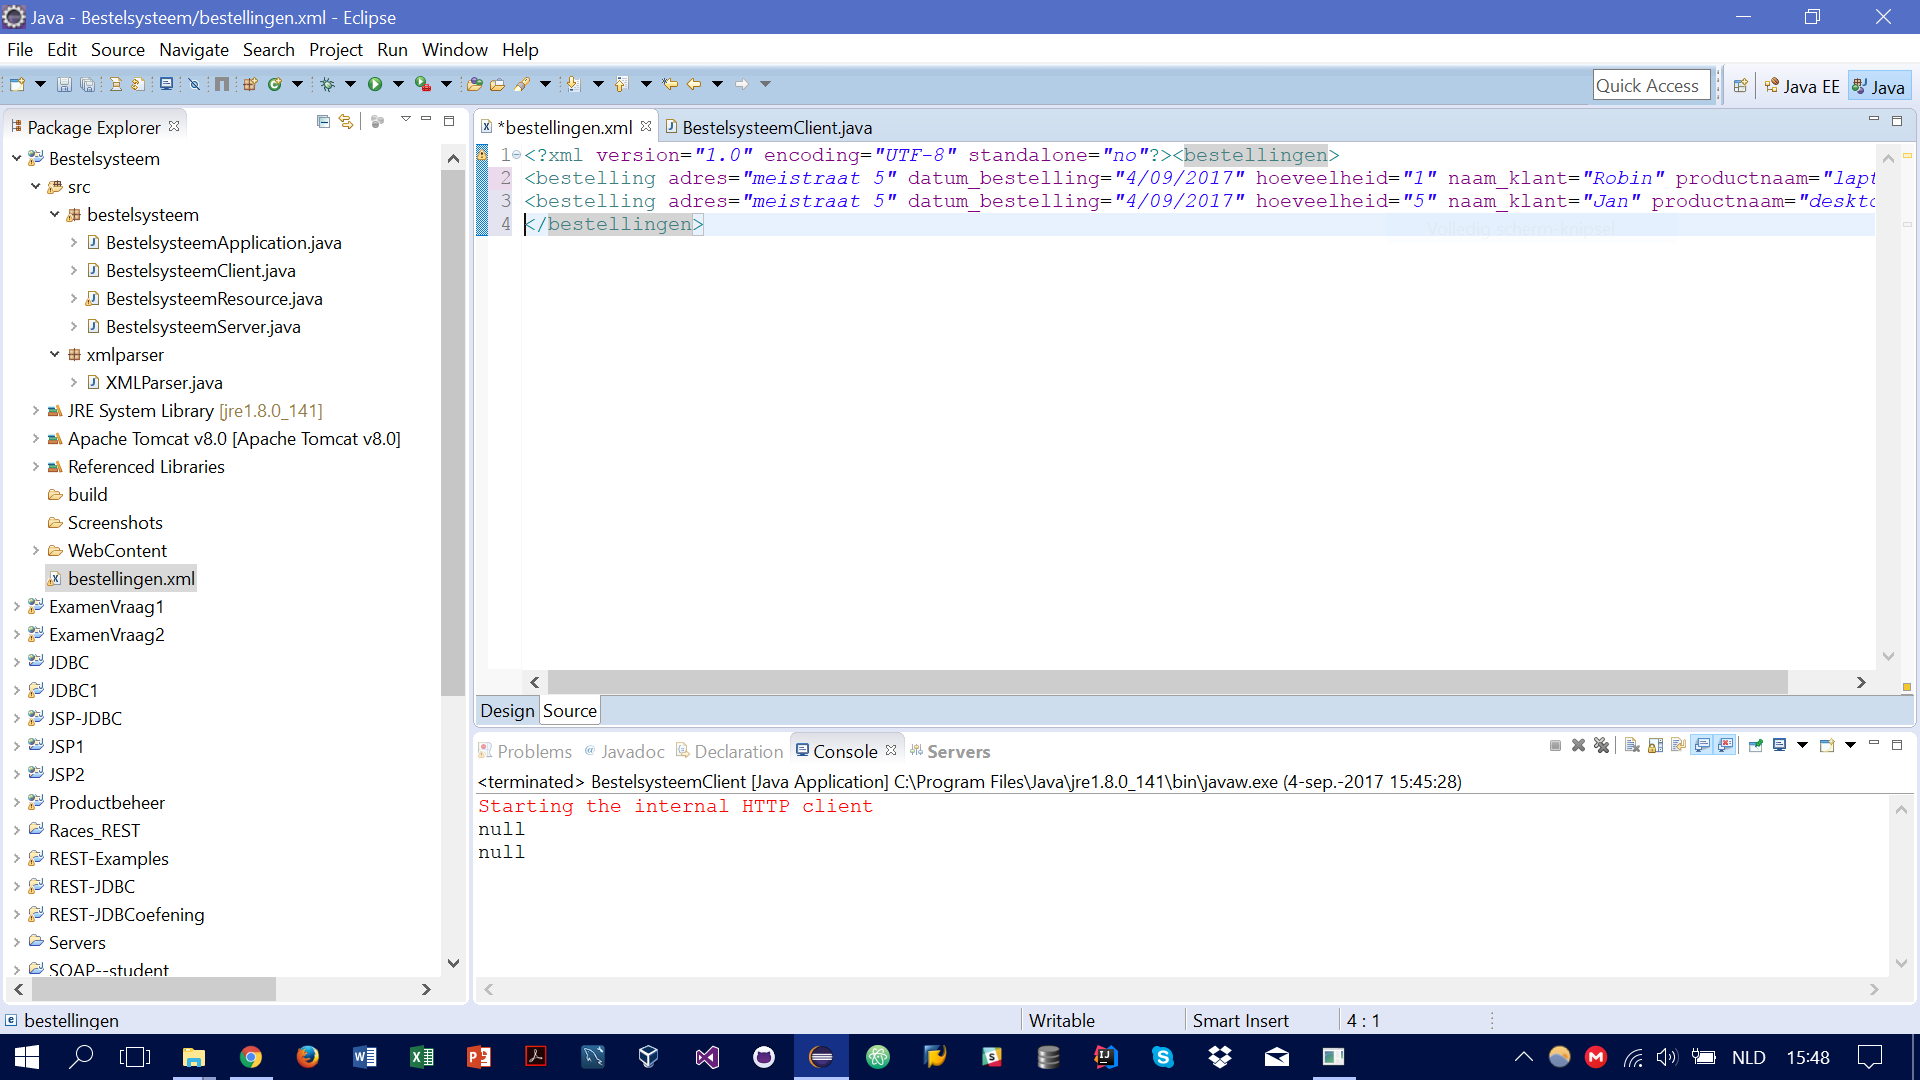 Java - Bestelsysteem/bestellingen.xml - Eclipse
File Edit Source Navigate Search Project Run Window Help
Quick Access
Java EE
Java
Package Explorer
Bestelsysteem
src
bestelsysteem
BestelsysteemApplication.java
BestelsysteemClient.java
BestelsysteemResource.java
BestelsysteemServer.java
xmlparser
XMLParser.java
JRE System Library [jre1.8.0_141]
Apache Tomcat v8.0 [Apache Tomcat v8.0]
Referenced Libraries
build
Screenshots
WebContent
bestellingen.xml
ExamenVraag1
ExamenVraag2
JDBC
JDBC1
JSP-JDBC
JSP1
JSP2
Productbeheer
Races_REST
REST-Examples
REST-JDBC
REST-JDBCoefening
Servers
SOAP--student
*bestellingen.xml
BestelsysteemClient.java
1 <?xml version="1.0" encoding="UTF-8" standalone="no"?><bestellingen>
2 <bestelling adres="meistraat 5" datum_bestelling="4/09/2017" hoeveelheid="1" naam_klant="Robin" productnaam="lapt
3 <bestelling adres="meistraat 5" datum_bestelling="4/09/2017" hoeveelheid="5" naam_klant="Jan" productnaam="deskto
4 </bestellingen>
Volledig scherm-knipsel
Design Source
Problems @ Javadoc Declaration Console Servers
<terminated> BestelsysteemClient [Java Application] C:\Program Files\Java\jre1.8.0_141\bin\javaw.exe (4-sep.-2017 15:45:28)
Starting the internal HTTP client
null
null
bestellingen
Writable
Smart Insert
4 : 1
NLD
15:48